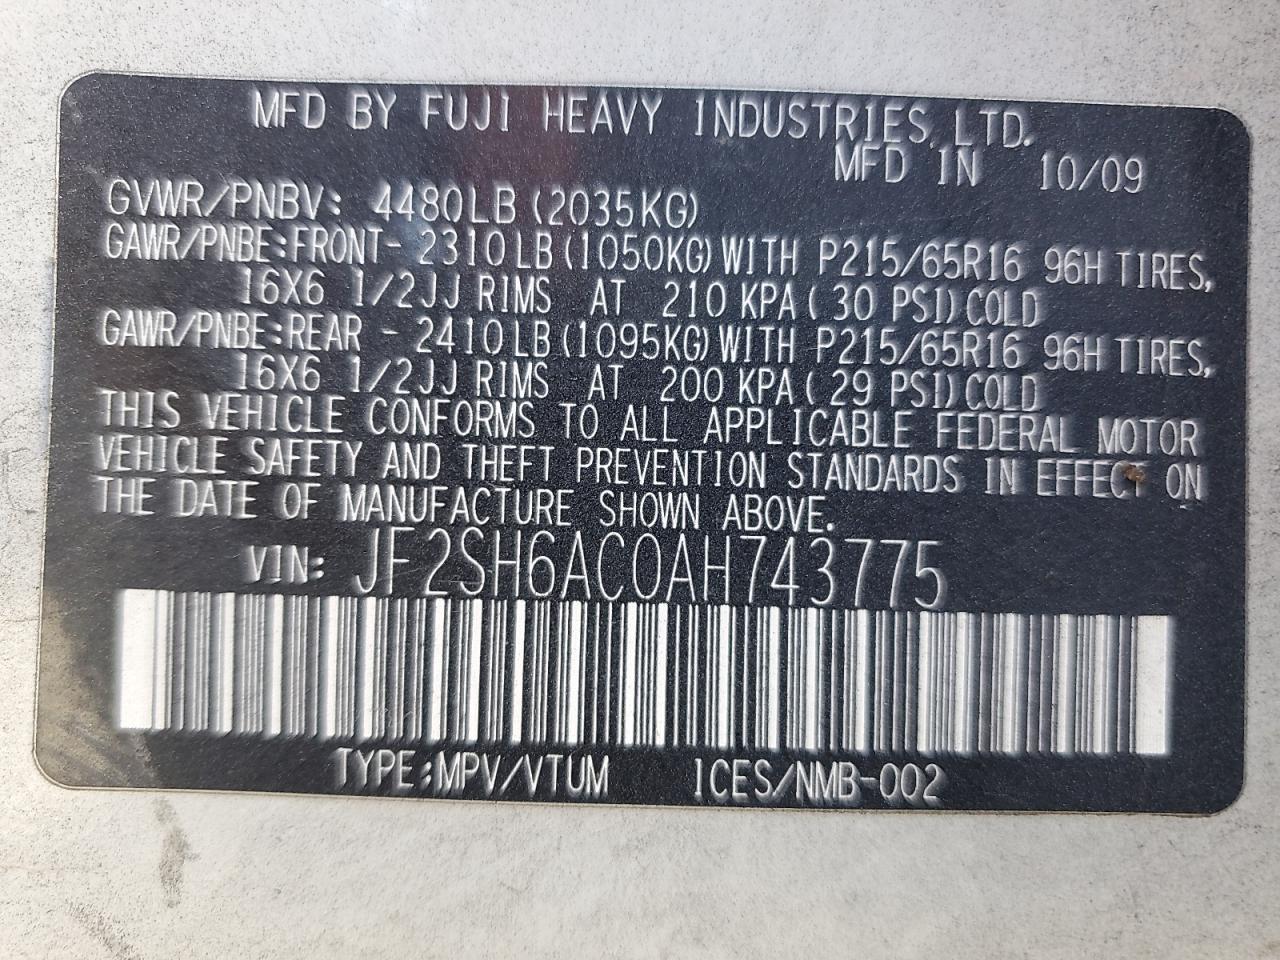 MFD BY FUJI HEAVY INDUSTRIES, LTD.
MFD IN 10/09
GVWR/PNBV: 4480LB (2035KG)
GAWR/PNBE:FRONT- 2310LB(1050KG)WITH P215/65R16 96H TIRES,
16X6 1/2JJ RIMS AT 210 KPA( 30 PSI)COLD
GAWR/PNBE:REAR - 2410LB(1095KG)WITH P215/65R16 96H TIRES,
16X6 1/2JJ RIMS AT 200 KPA( 29 PSI)COLD
THIS VEHICLE CONFORMS TO ALL APPLICABLE FEDERAL MOTOR
VEHICLE SAFETY AND THEFT PREVENTION STANDARDS IN EFFECT ON
THE DATE OF MANUFACTURE SHOWN ABOVE.
VIN: JF2SH6AC0AH743775
TYPE:MPV/VTUM ICES/NMB-002